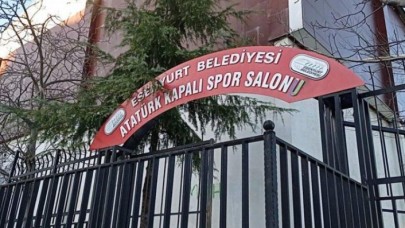 ESENYURT BELEDİYESİ
ATATÜRK KAPALI SPOR SALONU